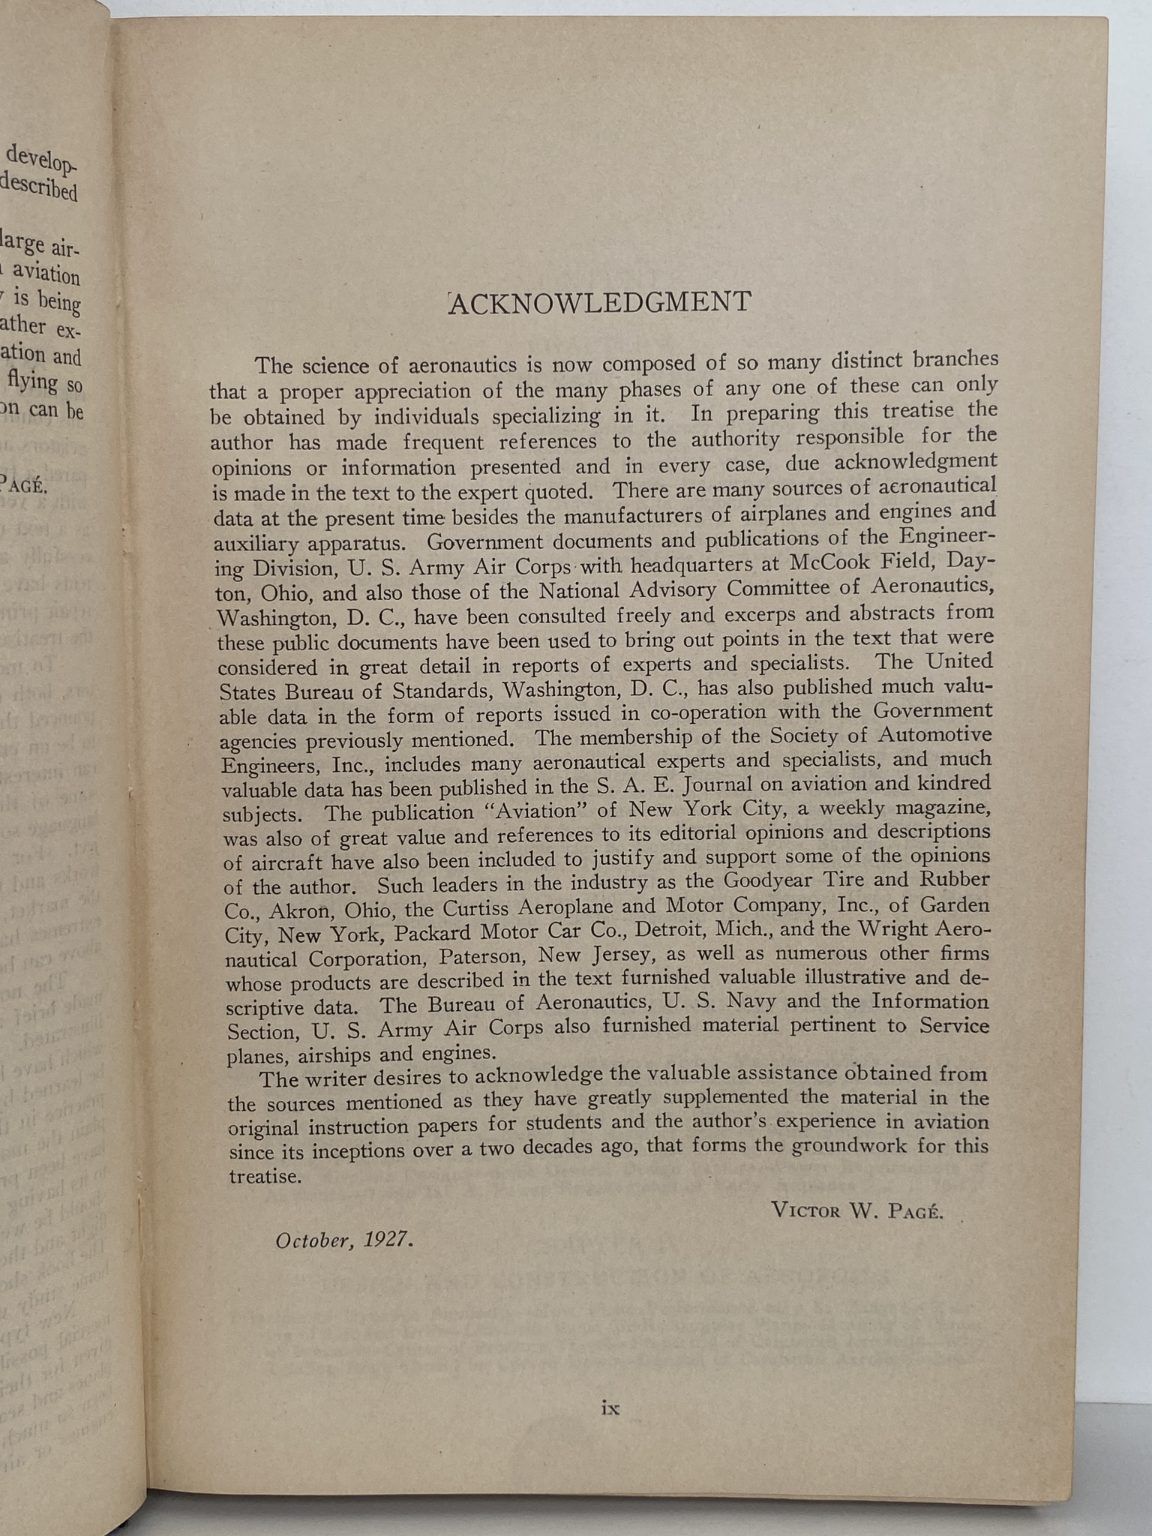 develop-
described
large air-
aviation
is being
ather ex-
ation and
flying so
on can be
PAGÉ.
ACKNOWLEDGMENT
The science of aeronautics is now composed of so many distinct branches
that a proper appreciation of the many phases of any one of these can only
be obtained by individuals specializing in it. In preparing this treatise the
author has made frequent references to the authority responsible for the
opinions or information presented and in every case, due acknowledgment
is made in the text to the expert quoted. There are many sources of aeronautical
data at the present time besides the manufacturers of airplanes and engines and
auxiliary apparatus. Government documents and publications of the Engineer-
ing Division, U. S. Army Air Corps with headquarters at McCook Field, Day-
ton, Ohio, and also those of the National Advisory Committee of Aeronautics,
Washington, D. C., have been consulted freely and excerps and abstracts from
these public documents have been used to bring out points in the text that were
considered in great detail in reports of experts and specialists. The United
States Bureau of Standards, Washington, D. C., has also published much valu-
able data in the form of reports issued in co-operation with the Government
agencies previously mentioned. The membership of the Society of Automotive
Engineers, Inc., includes many aeronautical experts and specialists, and much
valuable data has been published in the S. A. E. Journal on aviation and kindred
subjects. The publication "Aviation" of New York City, a weekly magazine,
was also of great value and references to its editorial opinions and descriptions
of aircraft have also been included to justify and support some of the opinions
of the author. Such leaders in the industry as the Goodyear Tire and Rubber
Co., Akron, Ohio, the Curtiss Aeroplane and Motor Company, Inc., of Garden
City, New York, Packard Motor Car Co., Detroit, Mich., and the Wright Aero-
nautical Corporation, Paterson, New Jersey, as well as numerous other firms
whose products are described in the text furnished valuable illustrative and de-
scriptive data. The Bureau of Aeronautics, U. S. Navy and the Information
Section, U. S. Army Air Corps also furnished material pertinent to Service
planes, airships and engines.
The writer desires to acknowledge the valuable assistance obtained from
the sources mentioned as they have greatly supplemented the material in the
original instruction papers for students and the author's experience in aviation
since its inceptions over a two decades ago, that forms the groundwork for this
treatise.
VICTOR W. PAGÉ.
October, 1927.
ix